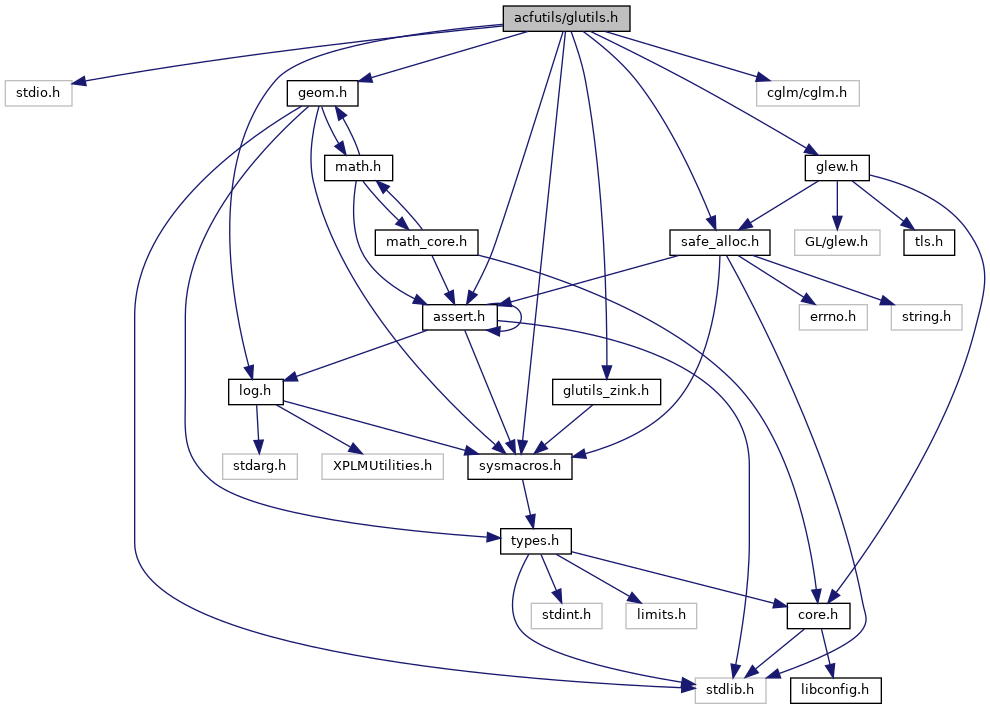 acfutils/glutils.h
stdio.h
geom.h
cglm/cglm.h
math.h
glew.h
math_core.h
safe_alloc.h
GL/glew.h
tls.h
assert.h
errno.h
string.h
log.h
glutils_zink.h
stdarg.h
XPLMUtilities.h
sysmacros.h
types.h
stdint.h
limits.h
core.h
stdlib.h
libconfig.h